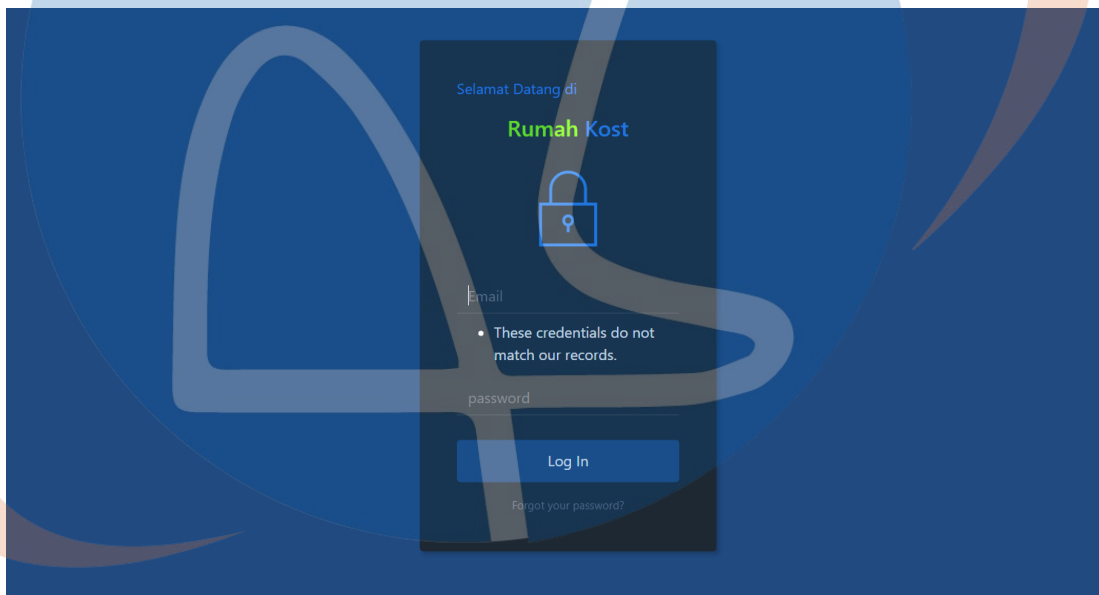 Selamat Datang di
Rumah Kost
Email
These credentials do not
match our records.
password
Log In
Forgot your password?